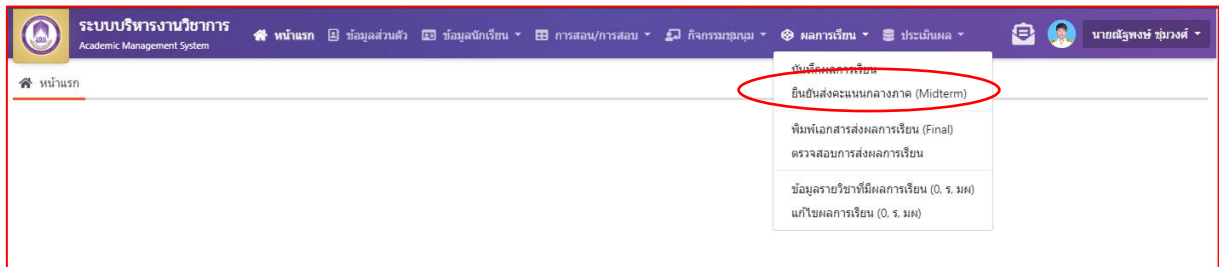 ระบบบริหารงานวิชาการ
Academic Management System
หน้าแรก ข้อมูลส่วนตัว ข้อมูลนักเรียน การสอน/การสอบ กิจกรรมชุมนุม ผลการเรียน ประเมินผล นายณัฐพงษ์ ชุ่มวงศ์
หน้าแรก
บันทึกผลการเรียน
ยืนยันส่งคะแนนกลางภาค (Midterm)
พิมพ์เอกสารส่งผลการเรียน (Final)
ตรวจสอบการส่งผลการเรียน
ข้อมูลรายวิชาที่มีผลการเรียน (0, ร, มผ)
แก้ไขผลการเรียน (0, ร, มผ)